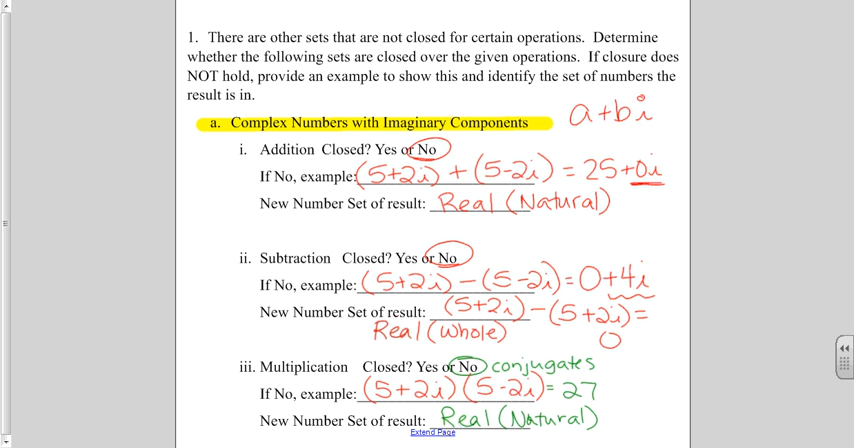 1. There are other sets that are not closed for certain operations. Determine
whether the following sets are closed over the given operations. If closure does
NOT hold, provide an example to show this and identify the set of numbers the
result is in.
a. Complex Numbers with Imaginary Components a+bi
i. Addition Closed? Yes or No
If No, example: (5+2i) + (5-2i) = 25+0i
New Number Set of result: Real (Natural)
ii. Subtraction Closed? Yes or No
If No, example: (5+2i) - (5-2i) = 0+4i
New Number Set of result: (5+2i) - (5+2i) =
Real (Whole) 0
iii. Multiplication Closed? Yes or No conjugates
If No, example: (5+2i)(5-2i) = 27
New Number Set of result: Real (Natural)
Extend Page